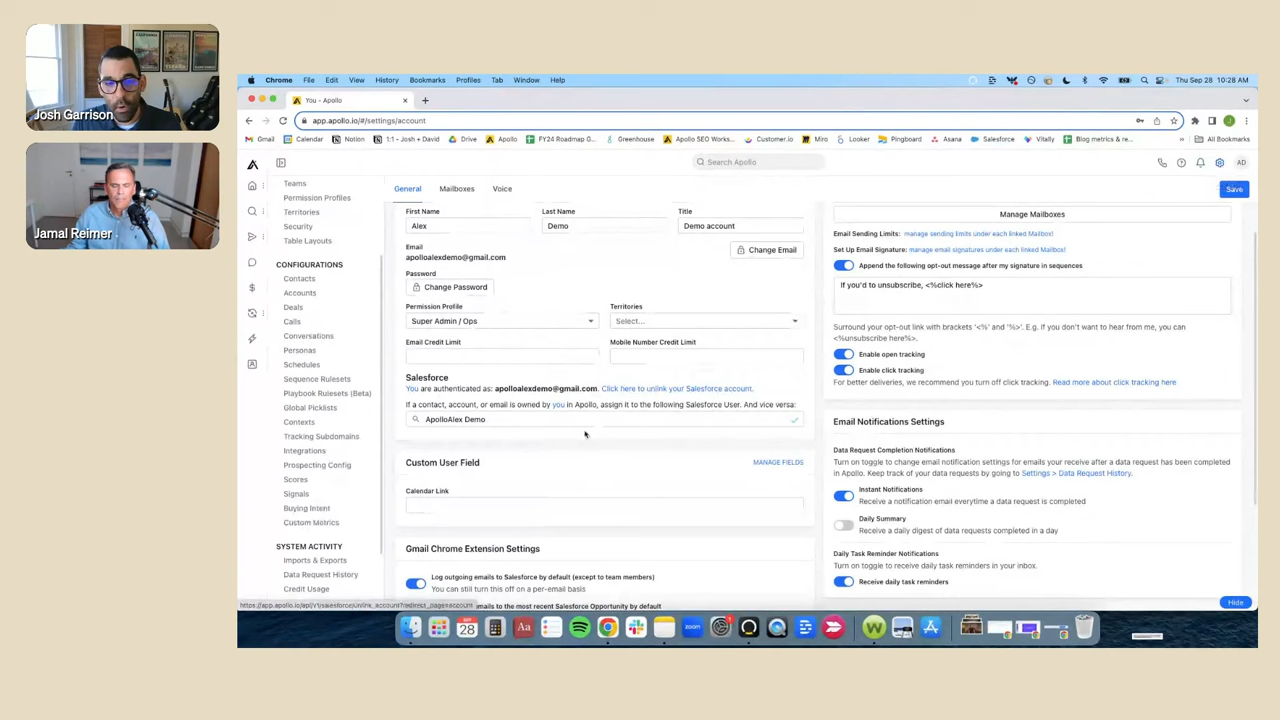 Josh Garrison
Jamal Reimer
Chrome File Edit View History Bookmarks Profiles Tab Window Help
Thu Sep 28 10:28 AM
You - Apollo
app.apollo.io/#/settings/account
Gmail Calendar Notion 1:1 - Josh + David Drive Apollo FY24 Roadmap G... Greenhouse Apollo SEO Works... Customer.io Miro Looker Pingboard Asana Salesforce Vitally Blog metrics & re... All Bookmarks
Search Apollo
AD
Teams
Permission Profiles
Territories
Security
Table Layouts
CONFIGURATIONS
Contacts
Accounts
Deals
Calls
Conversations
Personas
Schedules
Sequence Rulesets
Playbook Rulesets (Beta)
Global Picklists
Contexts
Tracking Subdomains
Integrations
Prospecting Config
Scores
Signals
Buying Intent
Custom Metrics
SYSTEM ACTIVITY
Imports & Exports
Data Request History
Credit Usage
General Mailboxes Voice
Save
First Name Last Name Title
Alex Demo Demo account
Email
apolloalexdemo@gmail.com
Change Email
Password
Change Password
Permission Profile Territories
Super Admin / Ops Select...
Email Credit Limit Mobile Number Credit Limit
Salesforce
You are authenticated as: apolloalexdemo@gmail.com. Click here to unlink your Salesforce account.
If a contact, account, or email is owned by you in Apollo, assign it to the following Salesforce User. And vice versa:
ApolloAlex Demo
Custom User Field MANAGE FIELDS
Calendar Link
Gmail Chrome Extension Settings
Log outgoing emails to Salesforce by default (except to team members)
You can still turn this off on a per-email basis
emails to the most recent Salesforce Opportunity by default
Manage Mailboxes
Email Sending Limits: manage sending limits under each linked Mailbox!
Set Up Email Signature: manage email signatures under each linked Mailbox!
Append the following opt-out message after my signature in sequences
If you'd to unsubscribe, <%click here%>
Surround your opt-out link with brackets '<%' and '%>'. E.g. If you don't want to hear from me, you can
<%unsubscribe here%>.
Enable open tracking
Enable click tracking
For better deliveries, we recommend you turn off click tracking. Read more about click tracking here
Email Notifications Settings
Data Request Completion Notifications
Turn on toggle to change email notification settings for emails your receive after a data request has been completed
in Apollo. Keep track of your data requests by going to Settings > Data Request History.
Instant Notifications
Receive a notification email everytime a data request is completed
Daily Summary
Receive a daily digest of data requests completed in a day
Daily Task Reminder Notifications
Turn on toggle to receive daily task reminders in your inbox.
Receive daily task reminders
Hide
SEP
28
Aa
zoom